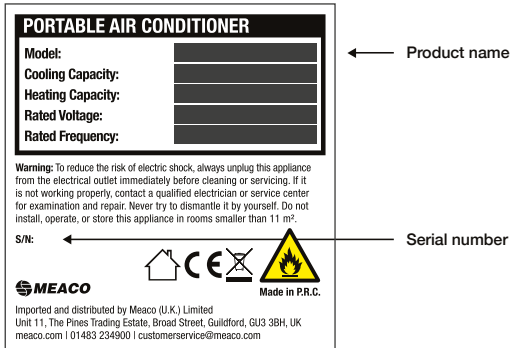 PORTABLE AIR CONDITIONER
Model:
Product name
Cooling Capacity:
Heating Capacity:
Rated Voltage:
Rated Frequency:
Warning: To reduce the risk of electric shock, always unplug this appliance
from the electrical outlet immediately before cleaning or servicing. If it
is not working properly, contact a qualified electrician or service center
for examination and repair. Never try to dismantle it by yourself. Do not
install, operate, or store this appliance in rooms smaller than 11 m².
S/N:
Serial number
CE
MEACO
Made in P.R.C.
Imported and distributed by Meaco (U.K.) Limited
Unit 11, The Pines Trading Estate, Broad Street, Guildford, GU3 3BH, UK
meaco.com | 01483 234900 | customerservice@meaco.com